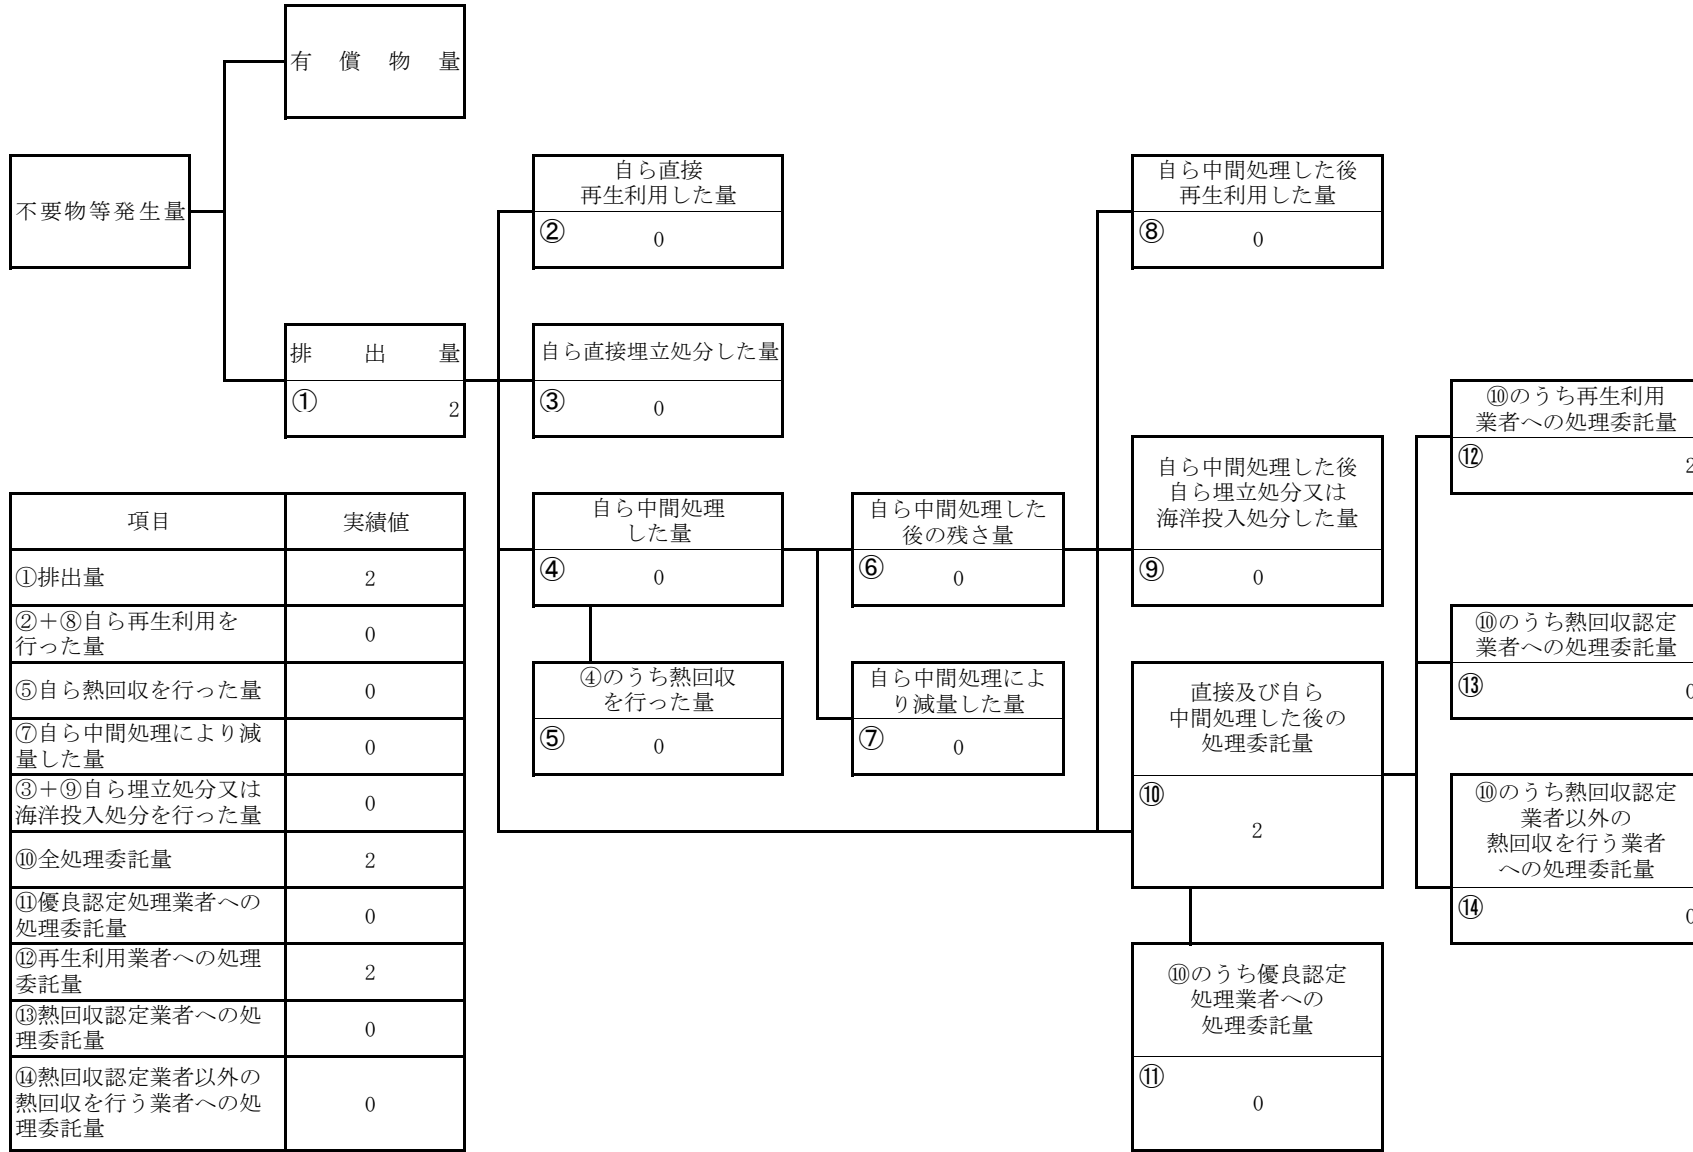 有償物量
不要物等発生量
排出量
① 2
自ら直接
再生利用した量
② 0
自ら直接埋立処分した量
③ 0
自ら中間処理
した量
④ 0
④のうち熱回収
を行った量
⑤ 0
自ら中間処理した
後の残さ量
⑥ 0
自ら中間処理によ
り減量した量
⑦ 0
自ら中間処理した後
再生利用した量
⑧ 0
自ら中間処理した後
自ら埋立処分又は
海洋投入処分した量
⑨ 0
直接及び自ら
中間処理した後の
処理委託量
⑩
2
⑩のうち優良認定
処理業者への
処理委託量
⑪
0
⑩のうち再生利用
業者への処理委託量
⑫ 2
⑩のうち熱回収認定
業者への処理委託量
⑬ 0
⑩のうち熱回収認定
業者以外の
熱回収を行う業者
への処理委託量
⑭ 0
項目 実績値
①排出量 2
②+⑧自ら再生利用を
行った量 0
⑤自ら熱回収を行った量 0
⑦自ら中間処理により減
量した量 0
③+⑨自ら埋立処分又は
海洋投入処分を行った量 0
⑩全処理委託量 2
⑪優良認定処理業者への
処理委託量 0
⑫再生利用業者への処理
委託量 2
⑬熱回収認定業者への処
理委託量 0
⑭熱回収認定業者以外の
熱回収を行う業者への処 0
理委託量